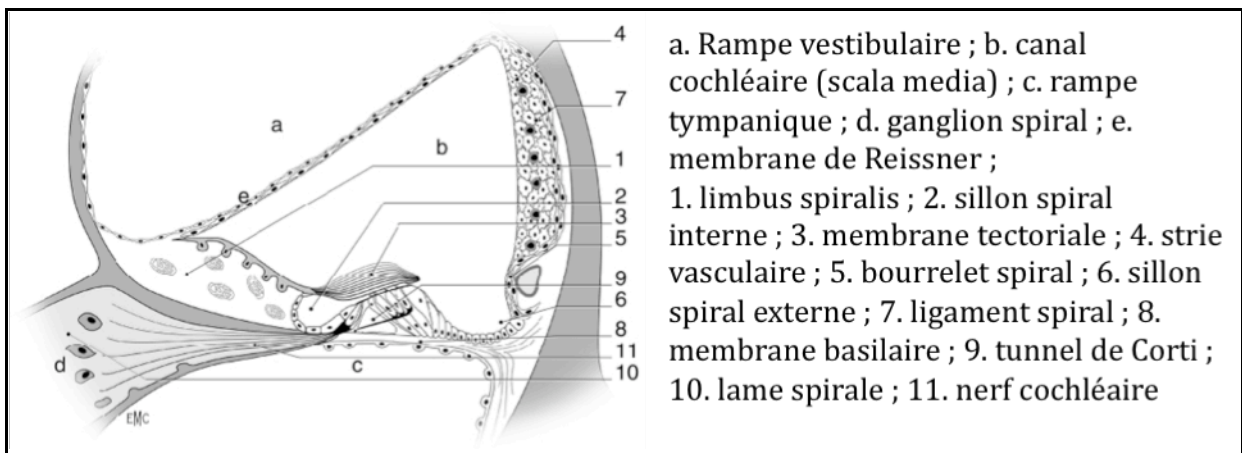 a. Rampe vestibulaire ; b. canal
cochléaire (scala media) ; c. rampe
tympanique ; d. ganglion spiral ; e.
membrane de Reissner ;
1. limbus spiralis ; 2. sillon spiral
interne ; 3. membrane tectoriale ; 4. strie
vasculaire ; 5. bourrelet spiral ; 6. sillon
spiral externe ; 7. ligament spiral ; 8.
membrane basilaire ; 9. tunnel de Corti ;
10. lame spirale ; 11. nerf cochléaire
a
b
e
d
c
4
7
1
2
3
5
9
6
8
11
10
EMC